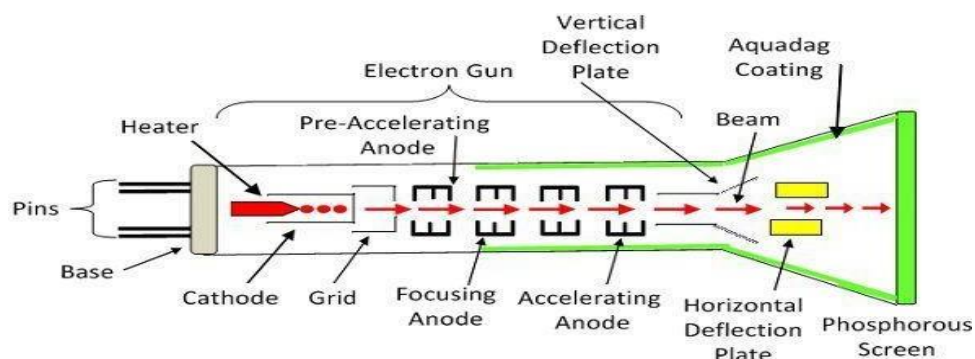 Vertical
Deflection
Plate
Aquadag
Coating
Electron Gun
Heater
Pre-Accelerating
Anode
Beam
Pins
Base
Cathode
Grid
Focusing
Anode
Accelerating
Anode
Horizontal
Deflection
Plate
Phosphorous
Screen